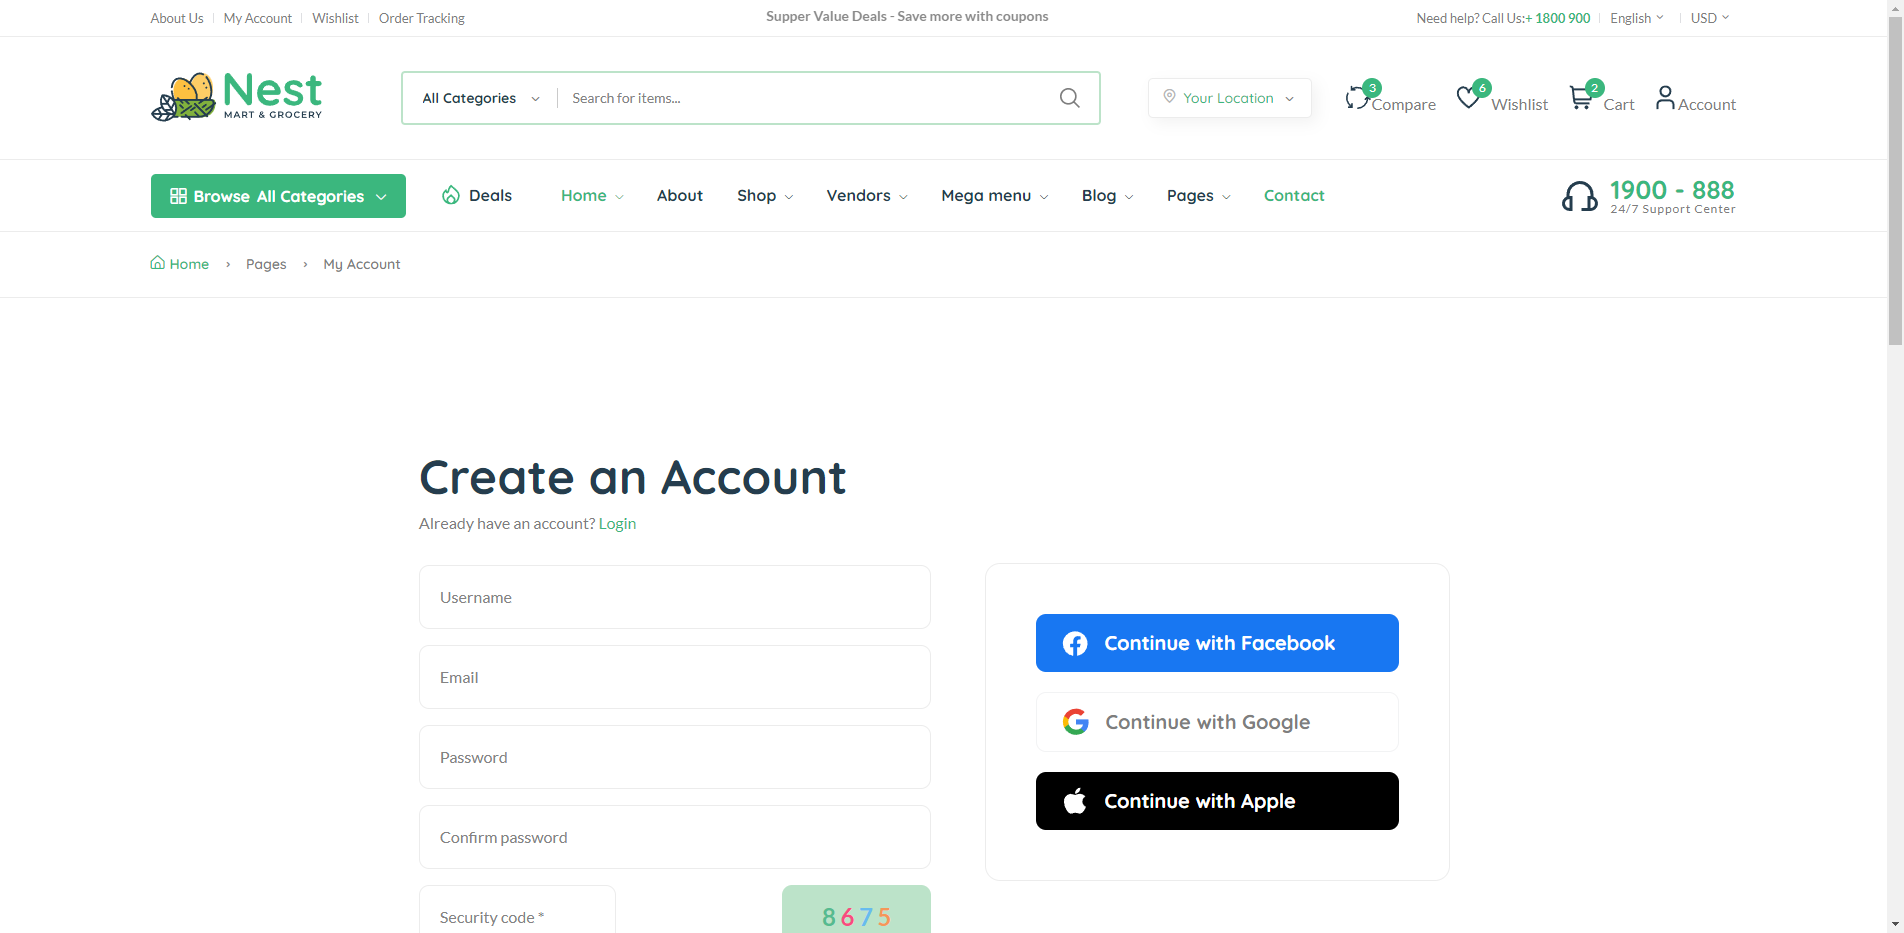 About Us My Account Wishlist Order Tracking Supper Value Deals - Save more with coupons Need help? Call Us:+ 1800 900 English USD
Nest
MART & GROCERY
All Categories Search for items... Your Location 3 Compare 6 Wishlist 2 Cart Account
Browse All Categories Deals Home About Shop Vendors Mega menu Blog Pages Contact 1900 - 888
24/7 Support Center
Home › Pages › My Account
Create an Account
Already have an account? Login
Username
Email
Password
Confirm password
Security code * 8 6 7 5
Continue with Facebook
Continue with Google
Continue with Apple